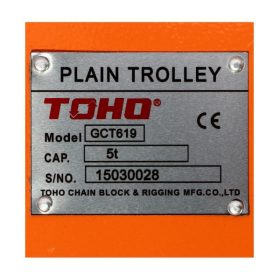 PLAIN TROLLEY
TOHO®
Model GCT619 CE
CAP. 5t
S/NO. 15030028
TOHO CHAIN BLOCK & RIGGING MFG.CO.,LTD